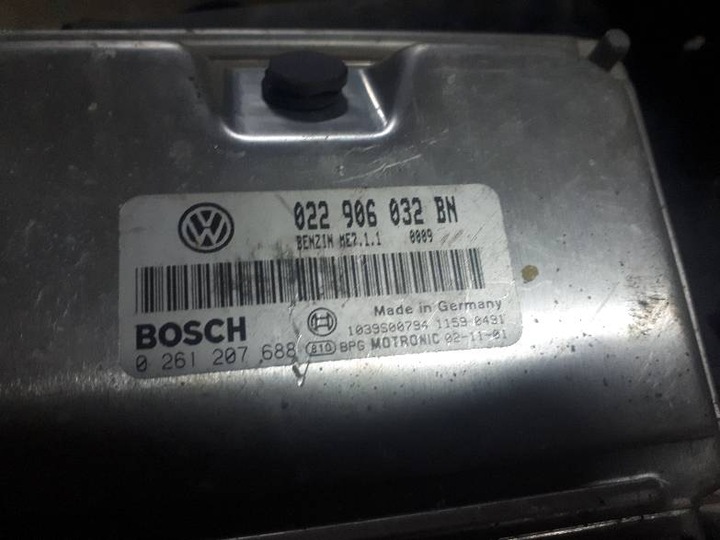 022 906 032 BN
BENZIN ME7.1.1 0009
Made in Germany
BOSCH 1039S00794 1159 0491
0 261 207 688 810 BPG MOTRONIC 02-11-01